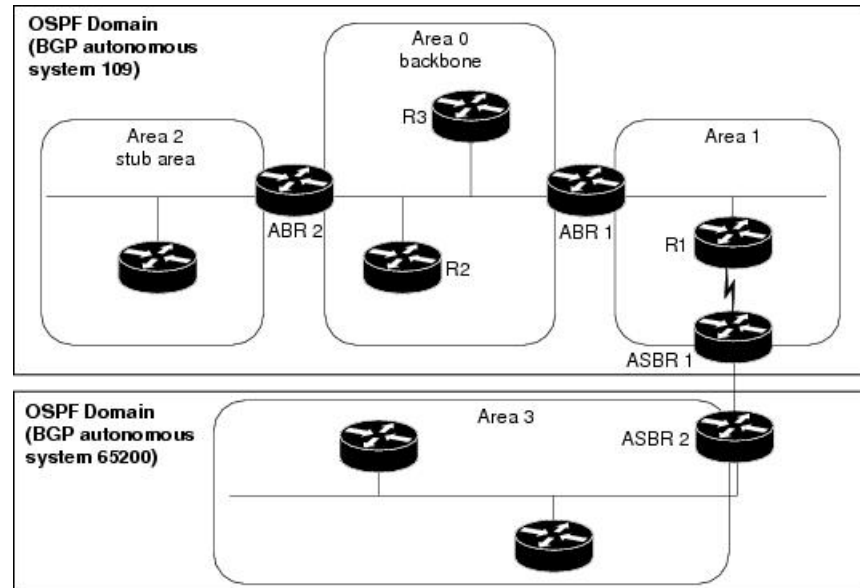 OSPF Domain
(BGP autonomous
system 109)
Area 0
backbone
R3
Area 2
stub area
Area 1
ABR 2
R2
ABR 1
R1
ASBR 1
OSPF Domain
(BGP autonomous
system 65200)
Area 3
ASBR 2